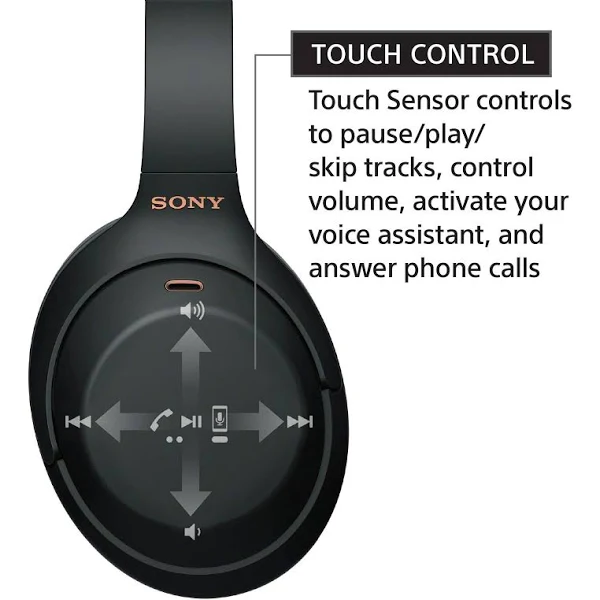 TOUCH CONTROL
Touch Sensor controls
to pause/play/
skip tracks, control
volume, activate your
voice assistant, and
answer phone calls
SONY